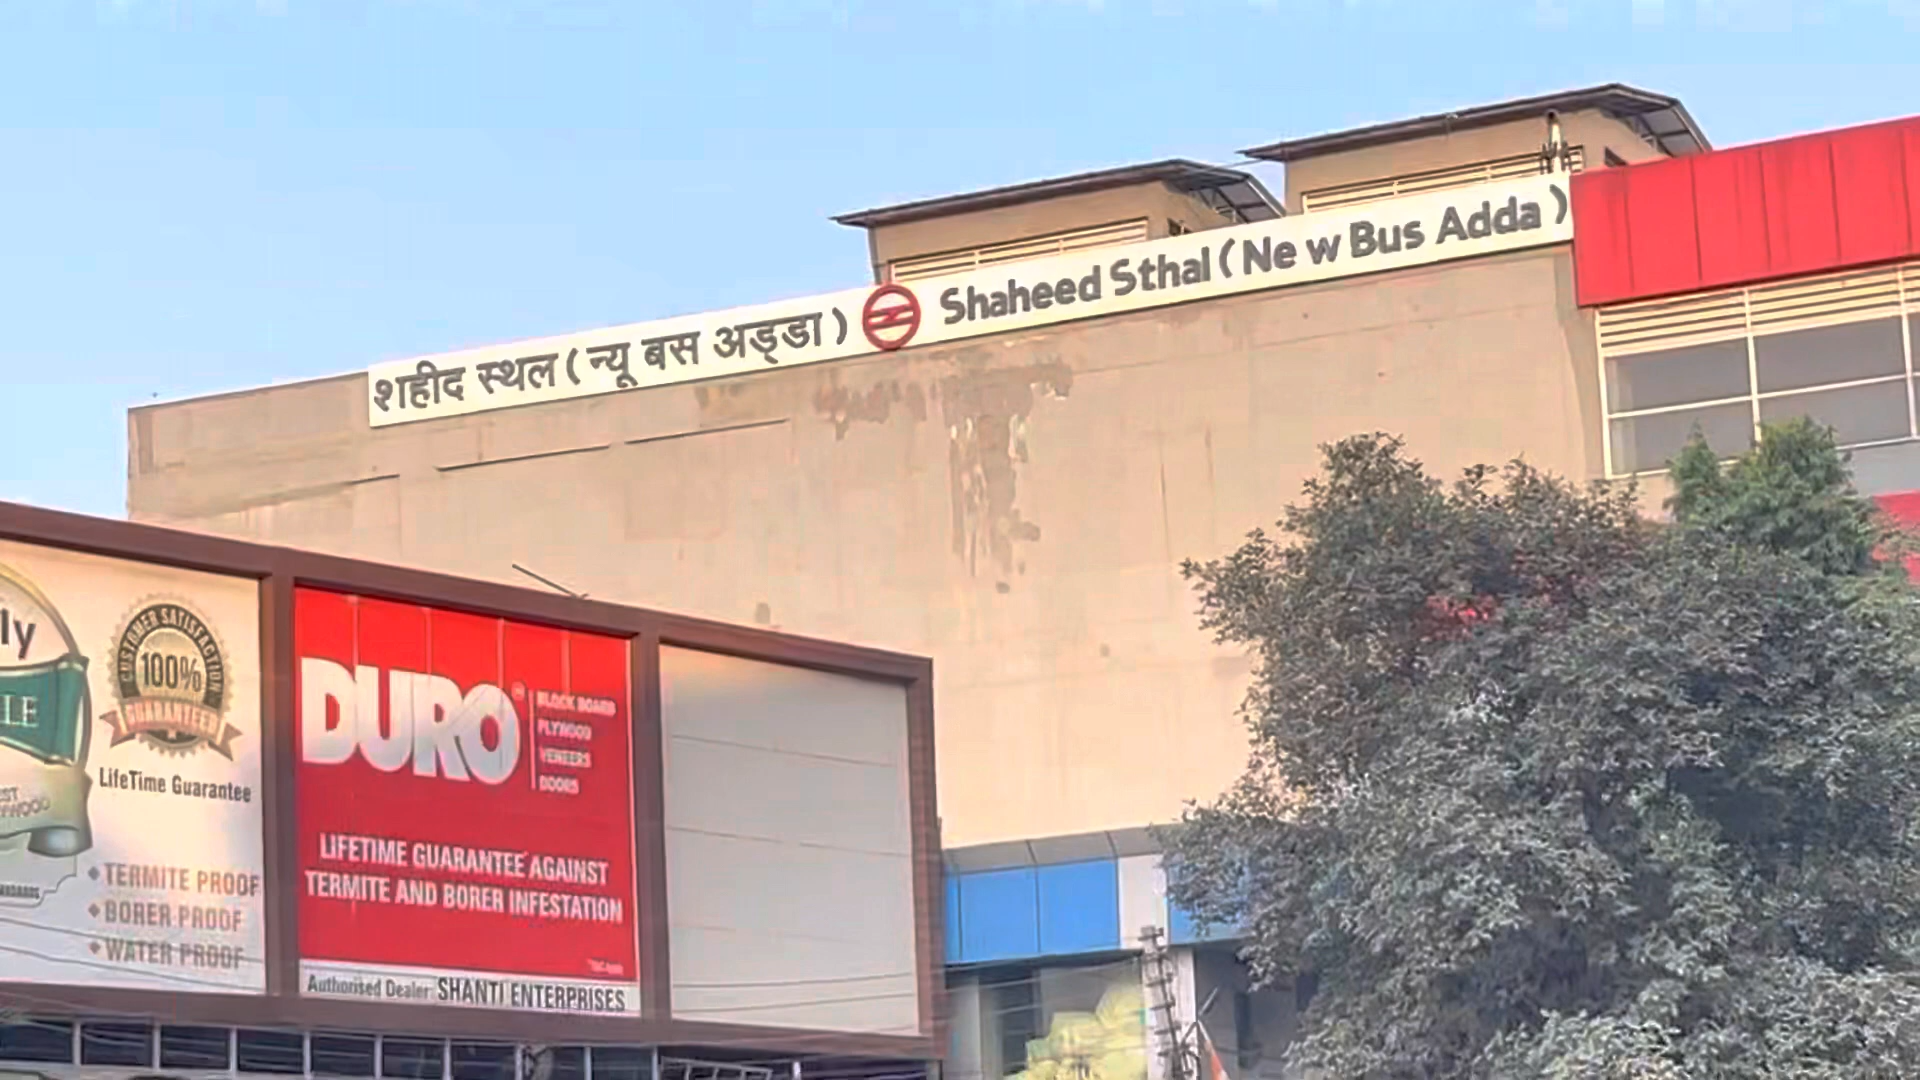 शहीद स्थल ( न्यू बस अड्डा )
Shaheed Sthal ( New Bus Adda )
ly
LE
CUSTOMER SATISFACTION
100%
GUARANTEED
LifeTime Guarantee
TERMITE PROOF
BORER PROOF
WATER PROOF
DURO
BLOCK BOARD
PLYWOOD
VENEERS
DOORS
LIFETIME GUARANTEE AGAINST
TERMITE AND BORER INFESTATION
Authorised Dealer SHANTI ENTERPRISES